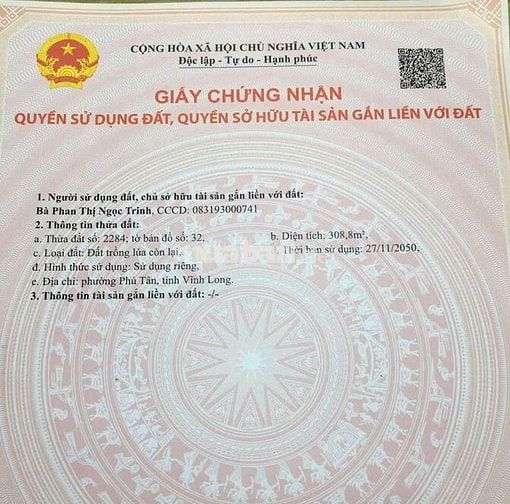 CỘNG HÒA XÃ HỘI CHỦ NGHĨA VIỆT NAM
Độc lập - Tự do - Hạnh phúc
GIẤY CHỨNG NHẬN
QUYỀN SỬ DỤNG ĐẤT, QUYỀN SỞ HỮU TÀI SẢN GẮN LIỀN VỚI ĐẤT
1. Người sử dụng đất, chủ sở hữu tài sản gắn liền với đất:
Bà Phan Thị Ngọc Trinh, CCCD: 083193000741
2. Thông tin thửa đất:
a. Thửa đất số: 2284; tờ bản đồ số: 32, b. Diện tích: 308,8m²,
c. Loại đất: Đất trồng lúa còn lại, d. Thời hạn sử dụng: 27/11/2050,
đ. Hình thức sử dụng: Sử dụng riêng,
e. Địa chỉ: phường Phú Tân, tỉnh Vĩnh Long.
3. Thông tin tài sản gắn liền với đất: -/-